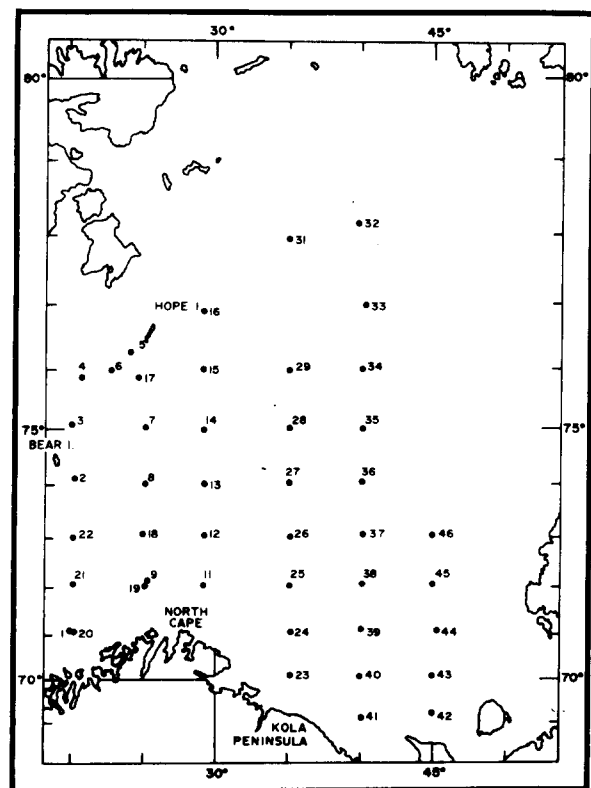 30° 45°
80° 80°
32
31
HOPE I. 16 33
5
4 6 17 15 29 34
3 7 14 28 35
75° 75°
BEAR I.
2 8 13 27 36
22 18 12 26 37 46
21 19 9 11 25 38 45
NORTH
CAPE
1 20 24 39 44
70° 23 40 43 70°
41 42
KOLA
PENINSULA
30° 45°